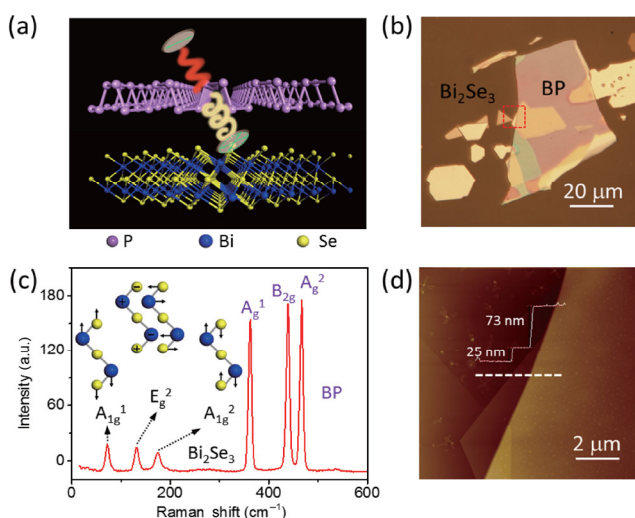 (a)
P
Bi
Se
(b)
Bi₂Se₃
BP
20 μm
(c)
180
120
60
0
Intensity (a.u.)
A₁g¹
Eg²
A₁g²
Bi₂Se₃
Ag¹
B₂g
Ag²
BP
0
200
400
600
Raman shift (cm⁻¹)
(d)
73 nm
25 nm
2 μm